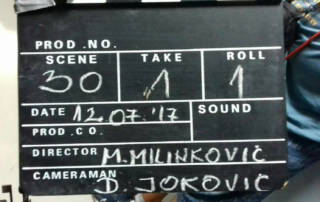 PROD.NO.
SCENE TAKE ROLL
30 1 1
DATE 12.07.'17 SOUND
PROD.CO.
DIRECTOR M.MILINKOVIĆ
CAMERAMAN D. JOKOVIĆ